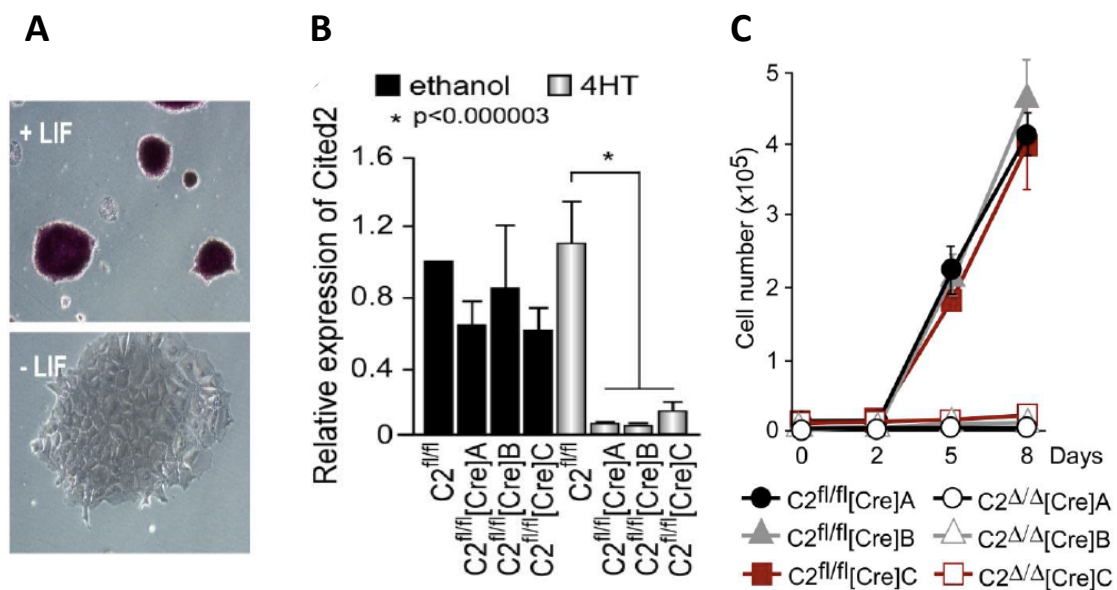 A
+ LIF
- LIF
B
ethanol 4HT
* p<0.000003
Relative expression of Cited2
1.6
1.2
0.8
0.4
0
*
C2fl/fl
C2fl/fl[Cre]A
C2fl/fl[Cre]B
C2fl/fl[Cre]C
C2fl/fl
C2fl/fl[Cre]A
C2fl/fl[Cre]B
C2fl/fl[Cre]C
C
Cell number (x10⁵)
5
4
3
2
1
0
0 2 5 8 Days
C2fl/fl[Cre]A C2Δ/Δ[Cre]A
C2fl/fl[Cre]B C2Δ/Δ[Cre]B
C2fl/fl[Cre]C C2Δ/Δ[Cre]C